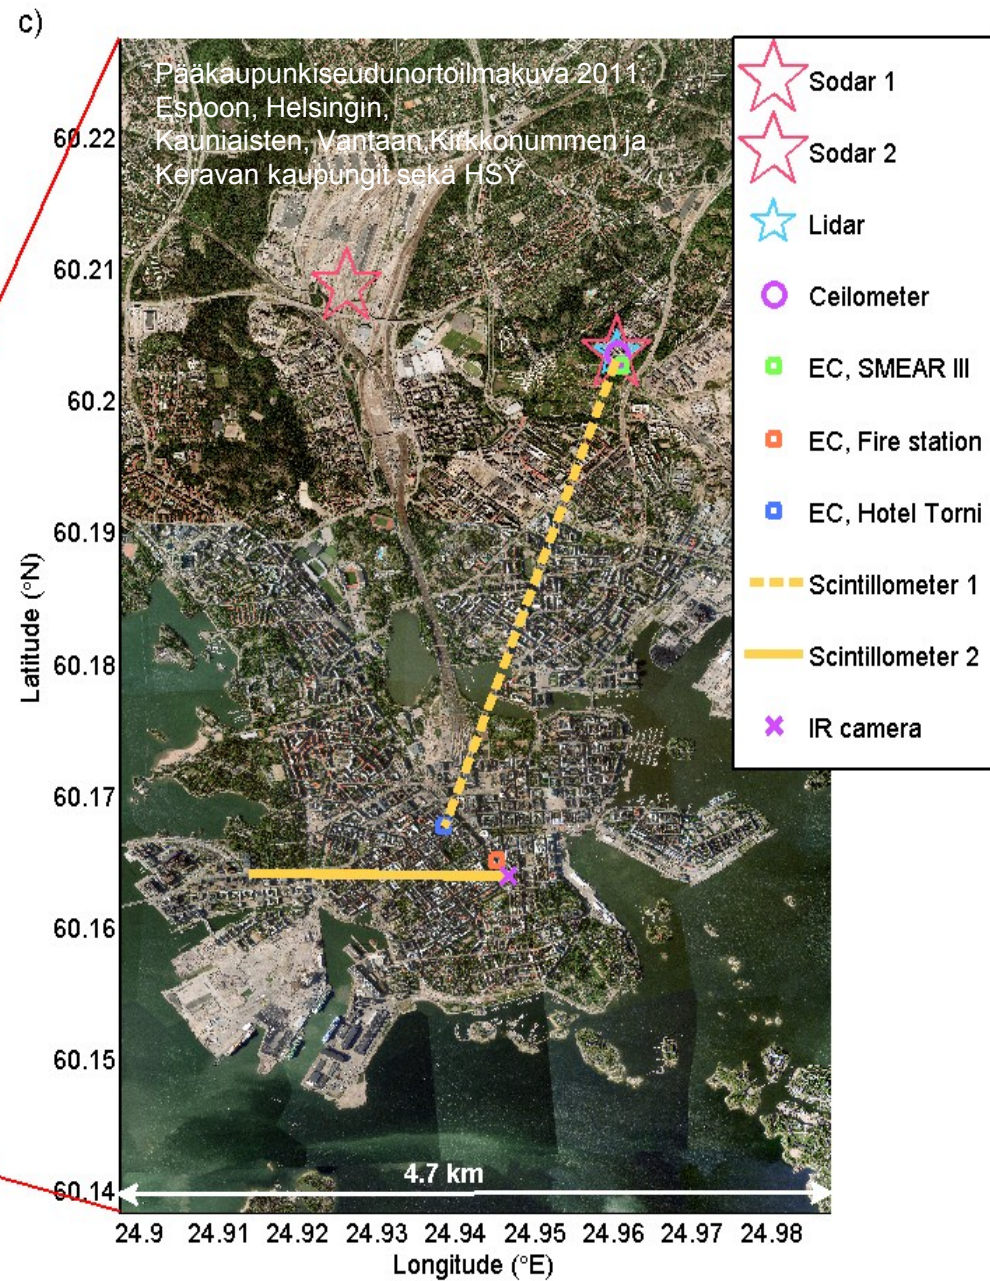 c)
Pääkaupunkiseudunortoilmakuva 2011:
Espoon, Helsingin,
Kauniaisten, Vantaan,Kirkkonummen ja
Keravan kaupungit sekä HSY
Sodar 1
Sodar 2
Lidar
Ceilometer
EC, SMEAR III
EC, Fire station
EC, Hotel Torni
Scintillometer 1
Scintillometer 2
IR camera
60.22
60.21
60.2
60.19
60.18
60.17
60.16
60.15
60.14
Latitude (°N)
4.7 km
24.9 24.91 24.92 24.93 24.94 24.95 24.96 24.97 24.98
Longitude (°E)